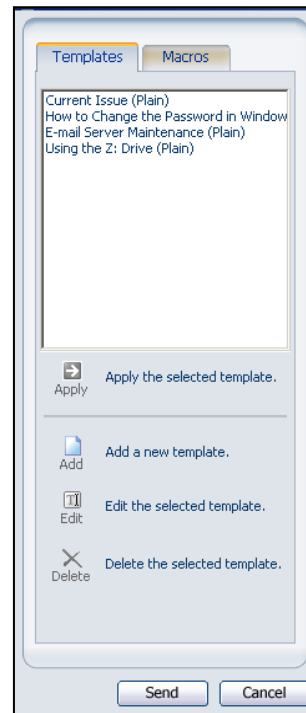 Templates Macros
Current Issue (Plain)
How to Change the Password in Window
E-mail Server Maintenance (Plain)
Using the Z: Drive (Plain)
Apply Apply the selected template.
Add Add a new template.
Edit Edit the selected template.
Delete Delete the selected template.
Send Cancel